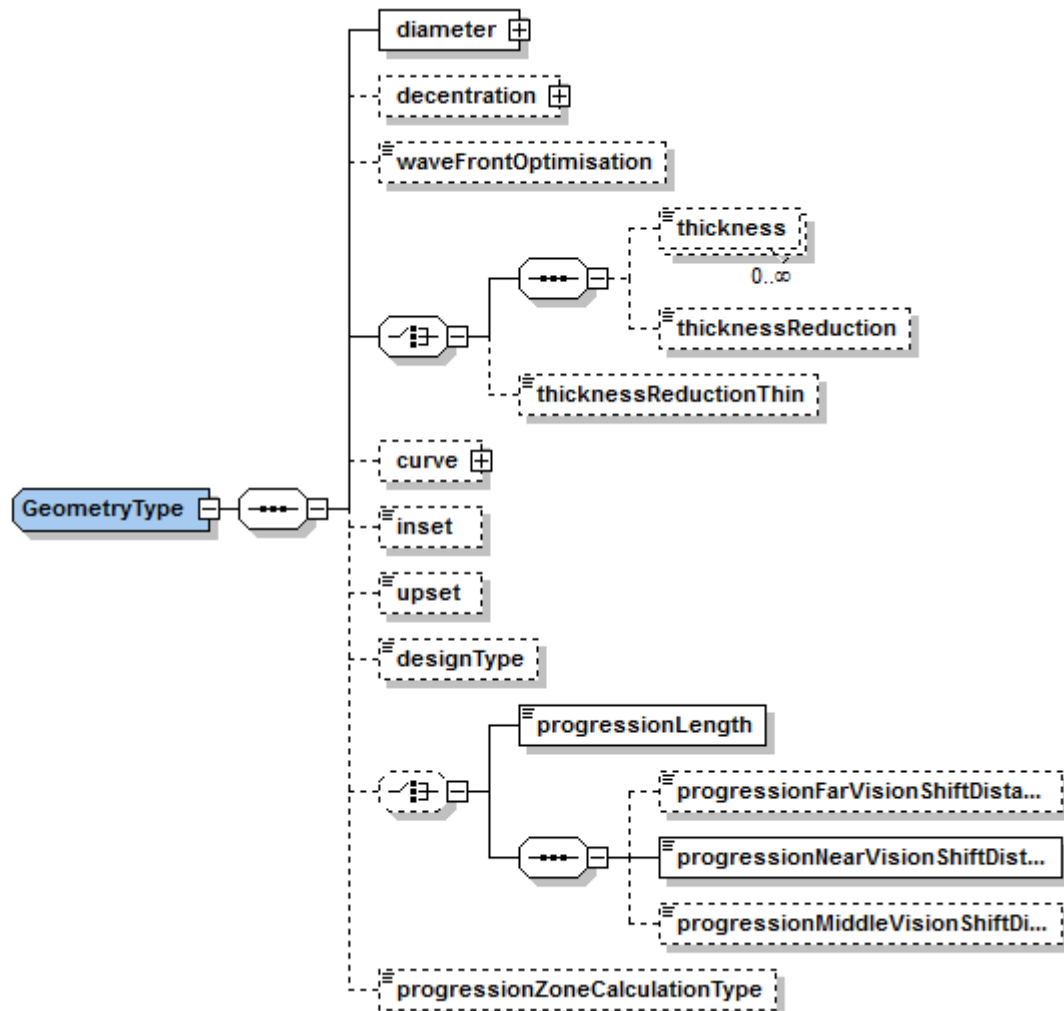 diameter
decentration
waveFrontOptimisation
thickness
0..∞
thicknessReduction
thicknessReductionThin
curve
GeometryType
inset
upset
designType
progressionLength
progressionFarVisionShiftDista...
progressionNearVisionShiftDist...
progressionMiddleVisionShiftDi...
progressionZoneCalculationType